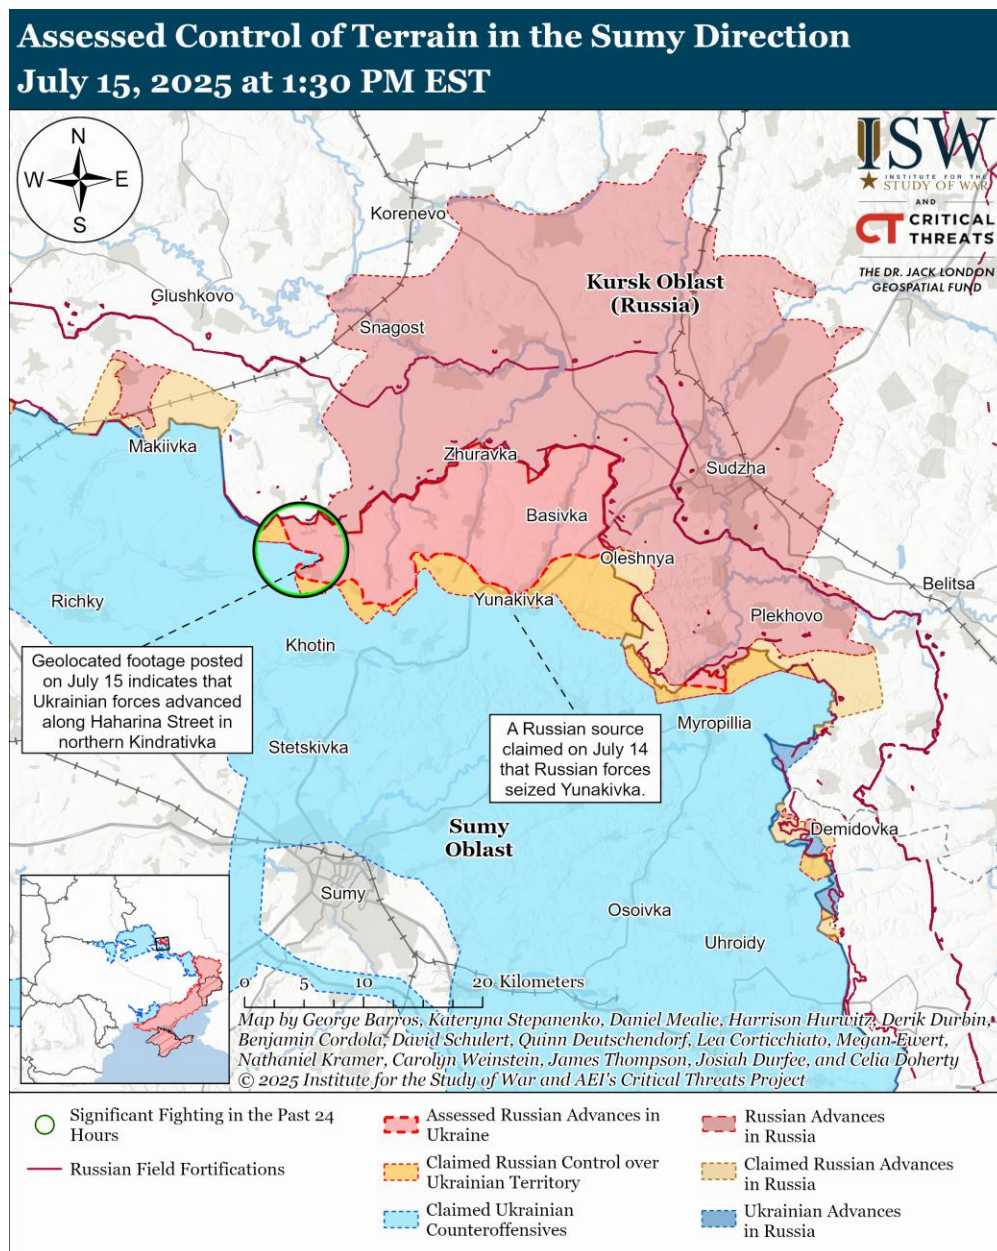 Assessed Control of Terrain in the Sumy Direction
July 15, 2025 at 1:30 PM EST
N
W
E
S
ISW
INSTITUTE FOR THE
STUDY OF WAR
AND
CT CRITICAL
THREATS
THE DR. JACK LONDON
GEOSPATIAL FUND
Korenevo
Kursk Oblast
(Russia)
Glushkovo
Snagost
Makiivka
Zhuravka
Sudzha
Basivka
Oleshnya
Belitsa
Richky
Yunakivka
Plekhovo
Khotin
Geolocated footage posted
on July 15 indicates that
Ukrainian forces advanced
along Haharina Street in
northern Kindrativka
Myropillia
A Russian source
claimed on July 14
that Russian forces
seized Yunakivka.
Stetskivka
Sumy
Oblast
Demidovka
Sumy
Osoivka
Uhroidy
0 5 10 20 Kilometers
Map by George Barros, Kateryna Stepanenko, Daniel Mealie, Harrison Hurwitz, Derik Durbin,
Benjamin Cordola, David Schulert, Quinn Deutschendorf, Lea Corticchiato, Megan Ewert,
Nathaniel Kramer, Carolyn Weinstein, James Thompson, Josiah Durfee, and Celia Doherty
© 2025 Institute for the Study of War and AEI's Critical Threats Project
Significant Fighting in the Past 24
Hours
Russian Field Fortifications
Assessed Russian Advances in
Ukraine
Claimed Russian Control over
Ukrainian Territory
Claimed Ukrainian
Counteroffensives
Russian Advances
in Russia
Claimed Russian Advances
in Russia
Ukrainian Advances
in Russia